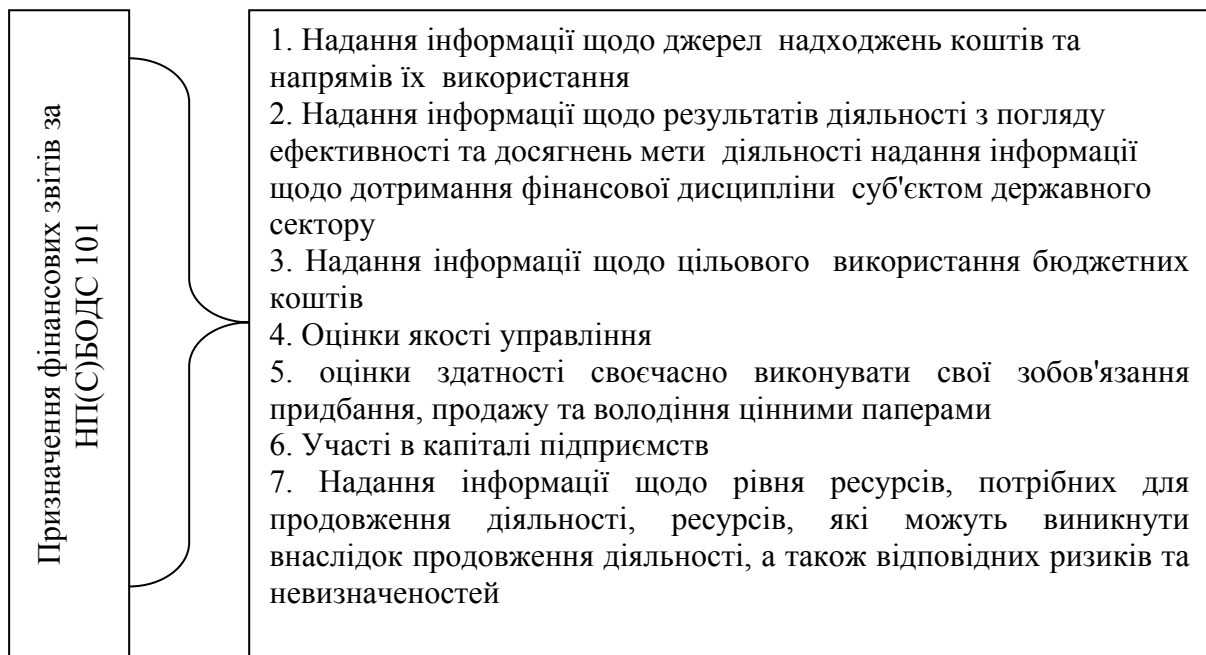 Призначення фінансових звітів за
НП(С)БОДС 101
1. Надання інформації щодо джерел надходжень коштів та
напрямів їх використання
2. Надання інформації щодо результатів діяльності з погляду
ефективності та досягнень мети діяльності надання інформації
щодо дотримання фінансової дисципліни суб'єктом державного
сектору
3. Надання інформації щодо цільового використання бюджетних
коштів
4. Оцінки якості управління
5. оцінки здатності своєчасно виконувати свої зобов'язання
придбання, продажу та володіння цінними паперами
6. Участі в капіталі підприємств
7. Надання інформації щодо рівня ресурсів, потрібних для
продовження діяльності, ресурсів, які можуть виникнути
внаслідок продовження діяльності, а також відповідних ризиків та
невизначеностей